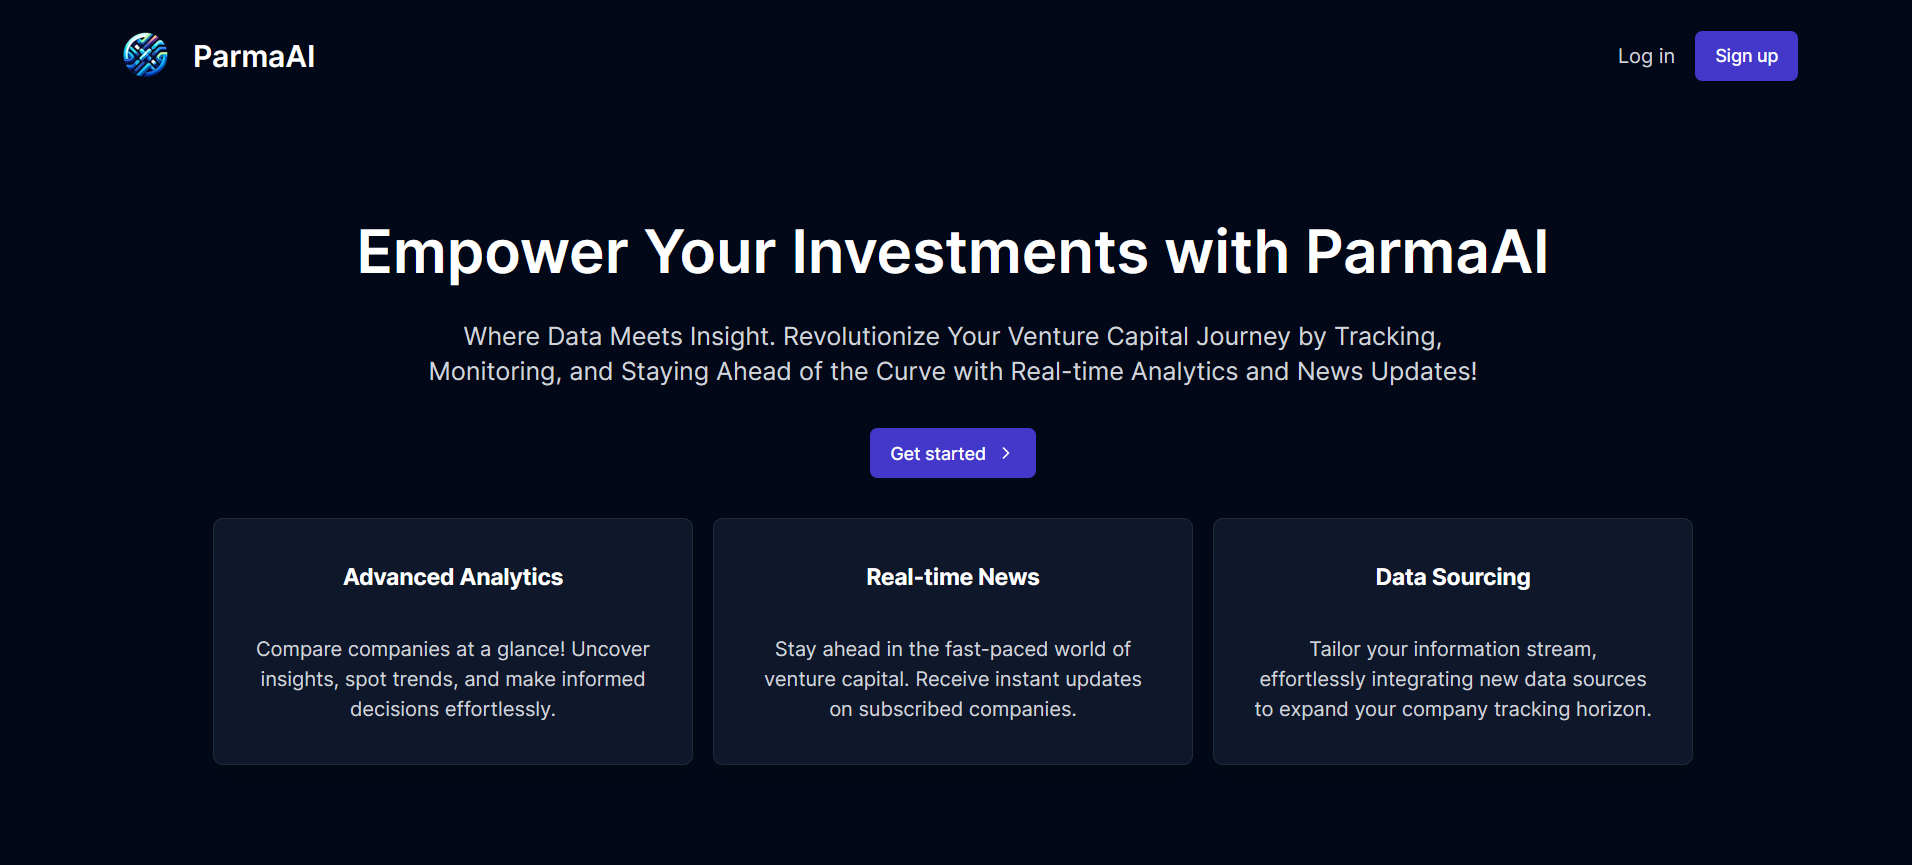 ParmaAI
Log in
Sign up
Empower Your Investments with ParmaAI
Where Data Meets Insight. Revolutionize Your Venture Capital Journey by Tracking,
Monitoring, and Staying Ahead of the Curve with Real-time Analytics and News Updates!
Get started
Advanced Analytics
Compare companies at a glance! Uncover
insights, spot trends, and make informed
decisions effortlessly.
Real-time News
Stay ahead in the fast-paced world of
venture capital. Receive instant updates
on subscribed companies.
Data Sourcing
Tailor your information stream,
effortlessly integrating new data sources
to expand your company tracking horizon.